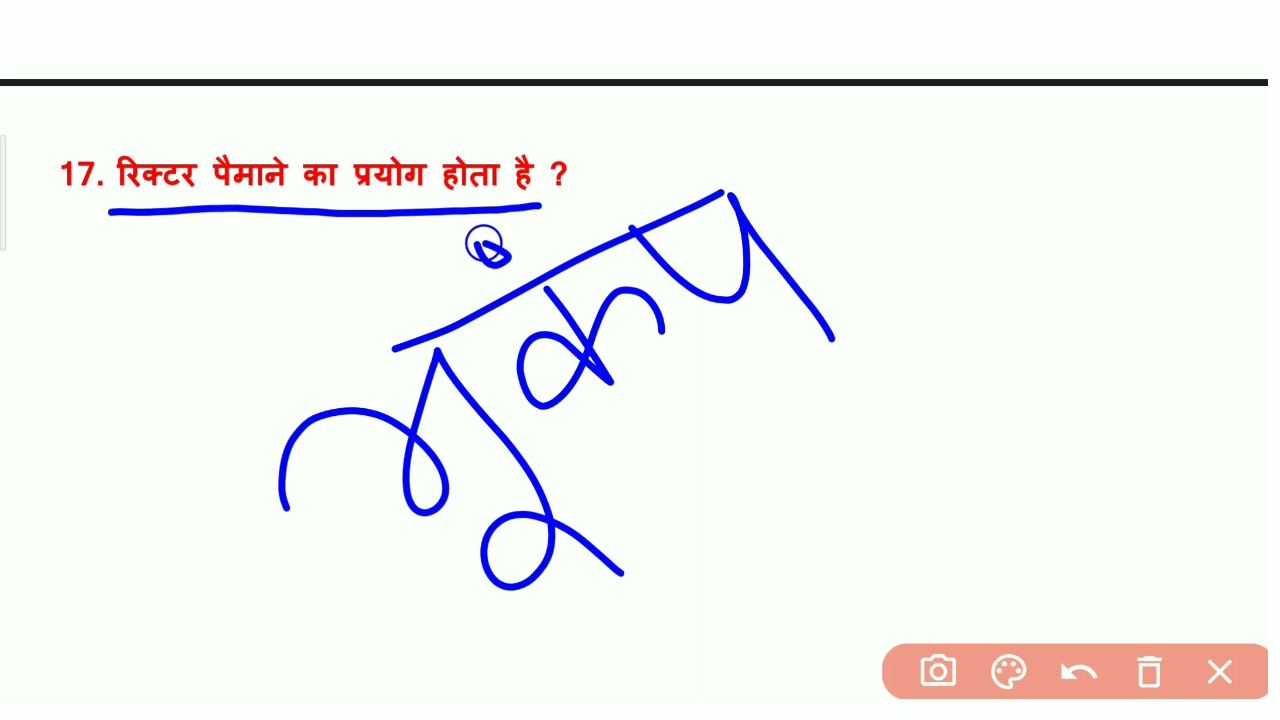 17. रिक्टर पैमाने का प्रयोग होता है ?
भूकंप